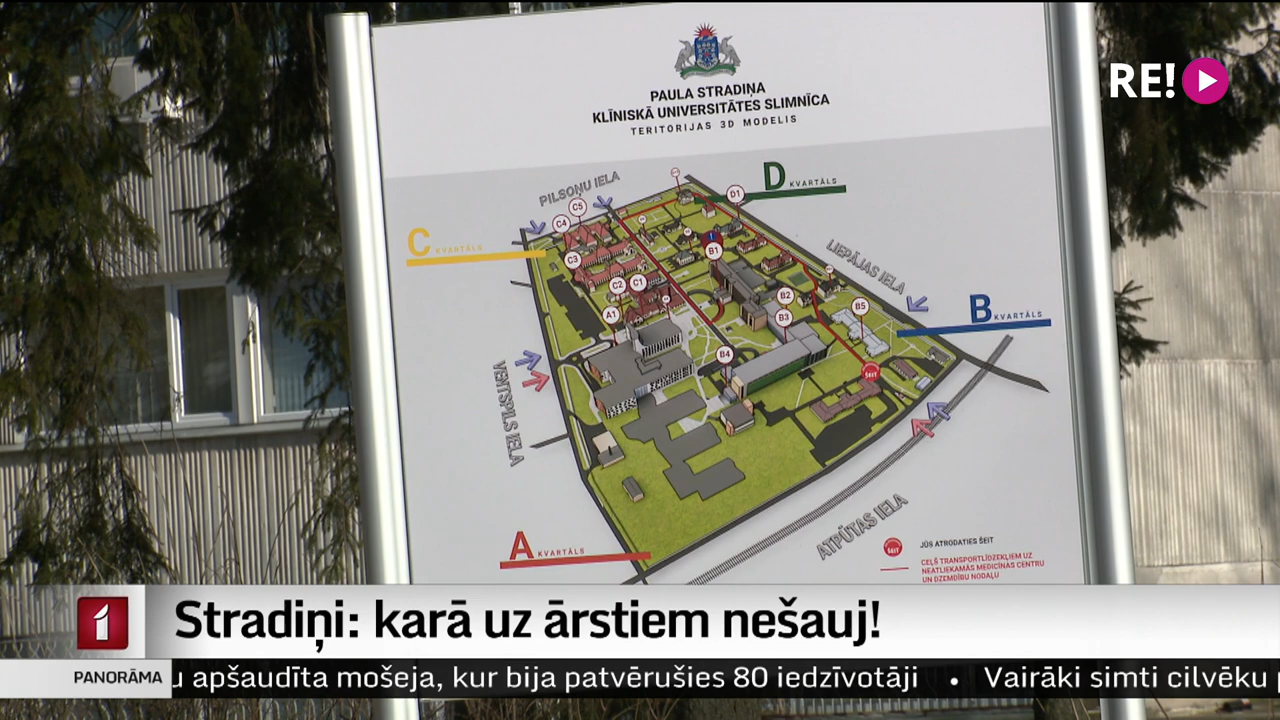 RE!
PAULA STRADIŅA
KLĪNISKĀ UNIVERSITĀTES SLIMNĪCA
TERITORIJAS 3D MODELIS
PILSOŅU IELA
D KVARTĀLS
C KVARTĀLS
LIEPĀJAS IELA
B KVARTĀLS
C5
C4
D1
C3
B1
C2
C1
B2
A1
B3
B5
B4
ŠEIT
VENTSPILS IELA
ATPŪTAS IELA
A KVARTĀLS
ŠEIT
JŪS ATRODATIES ŠEIT
CEĻŠ TRANSPORTLĪDZEKĻIEM UZ
NEATLIEKAMĀS MEDICĪNAS CENTRU
UN DZEMDĪBU NODAĻU
1
Stradiņi: karā uz ārstiem nešauj!
PANORĀMA
u apšaudīta mošeja, kur bija patvērušies 80 iedzīvotāji • Vairāki simti cilvēku